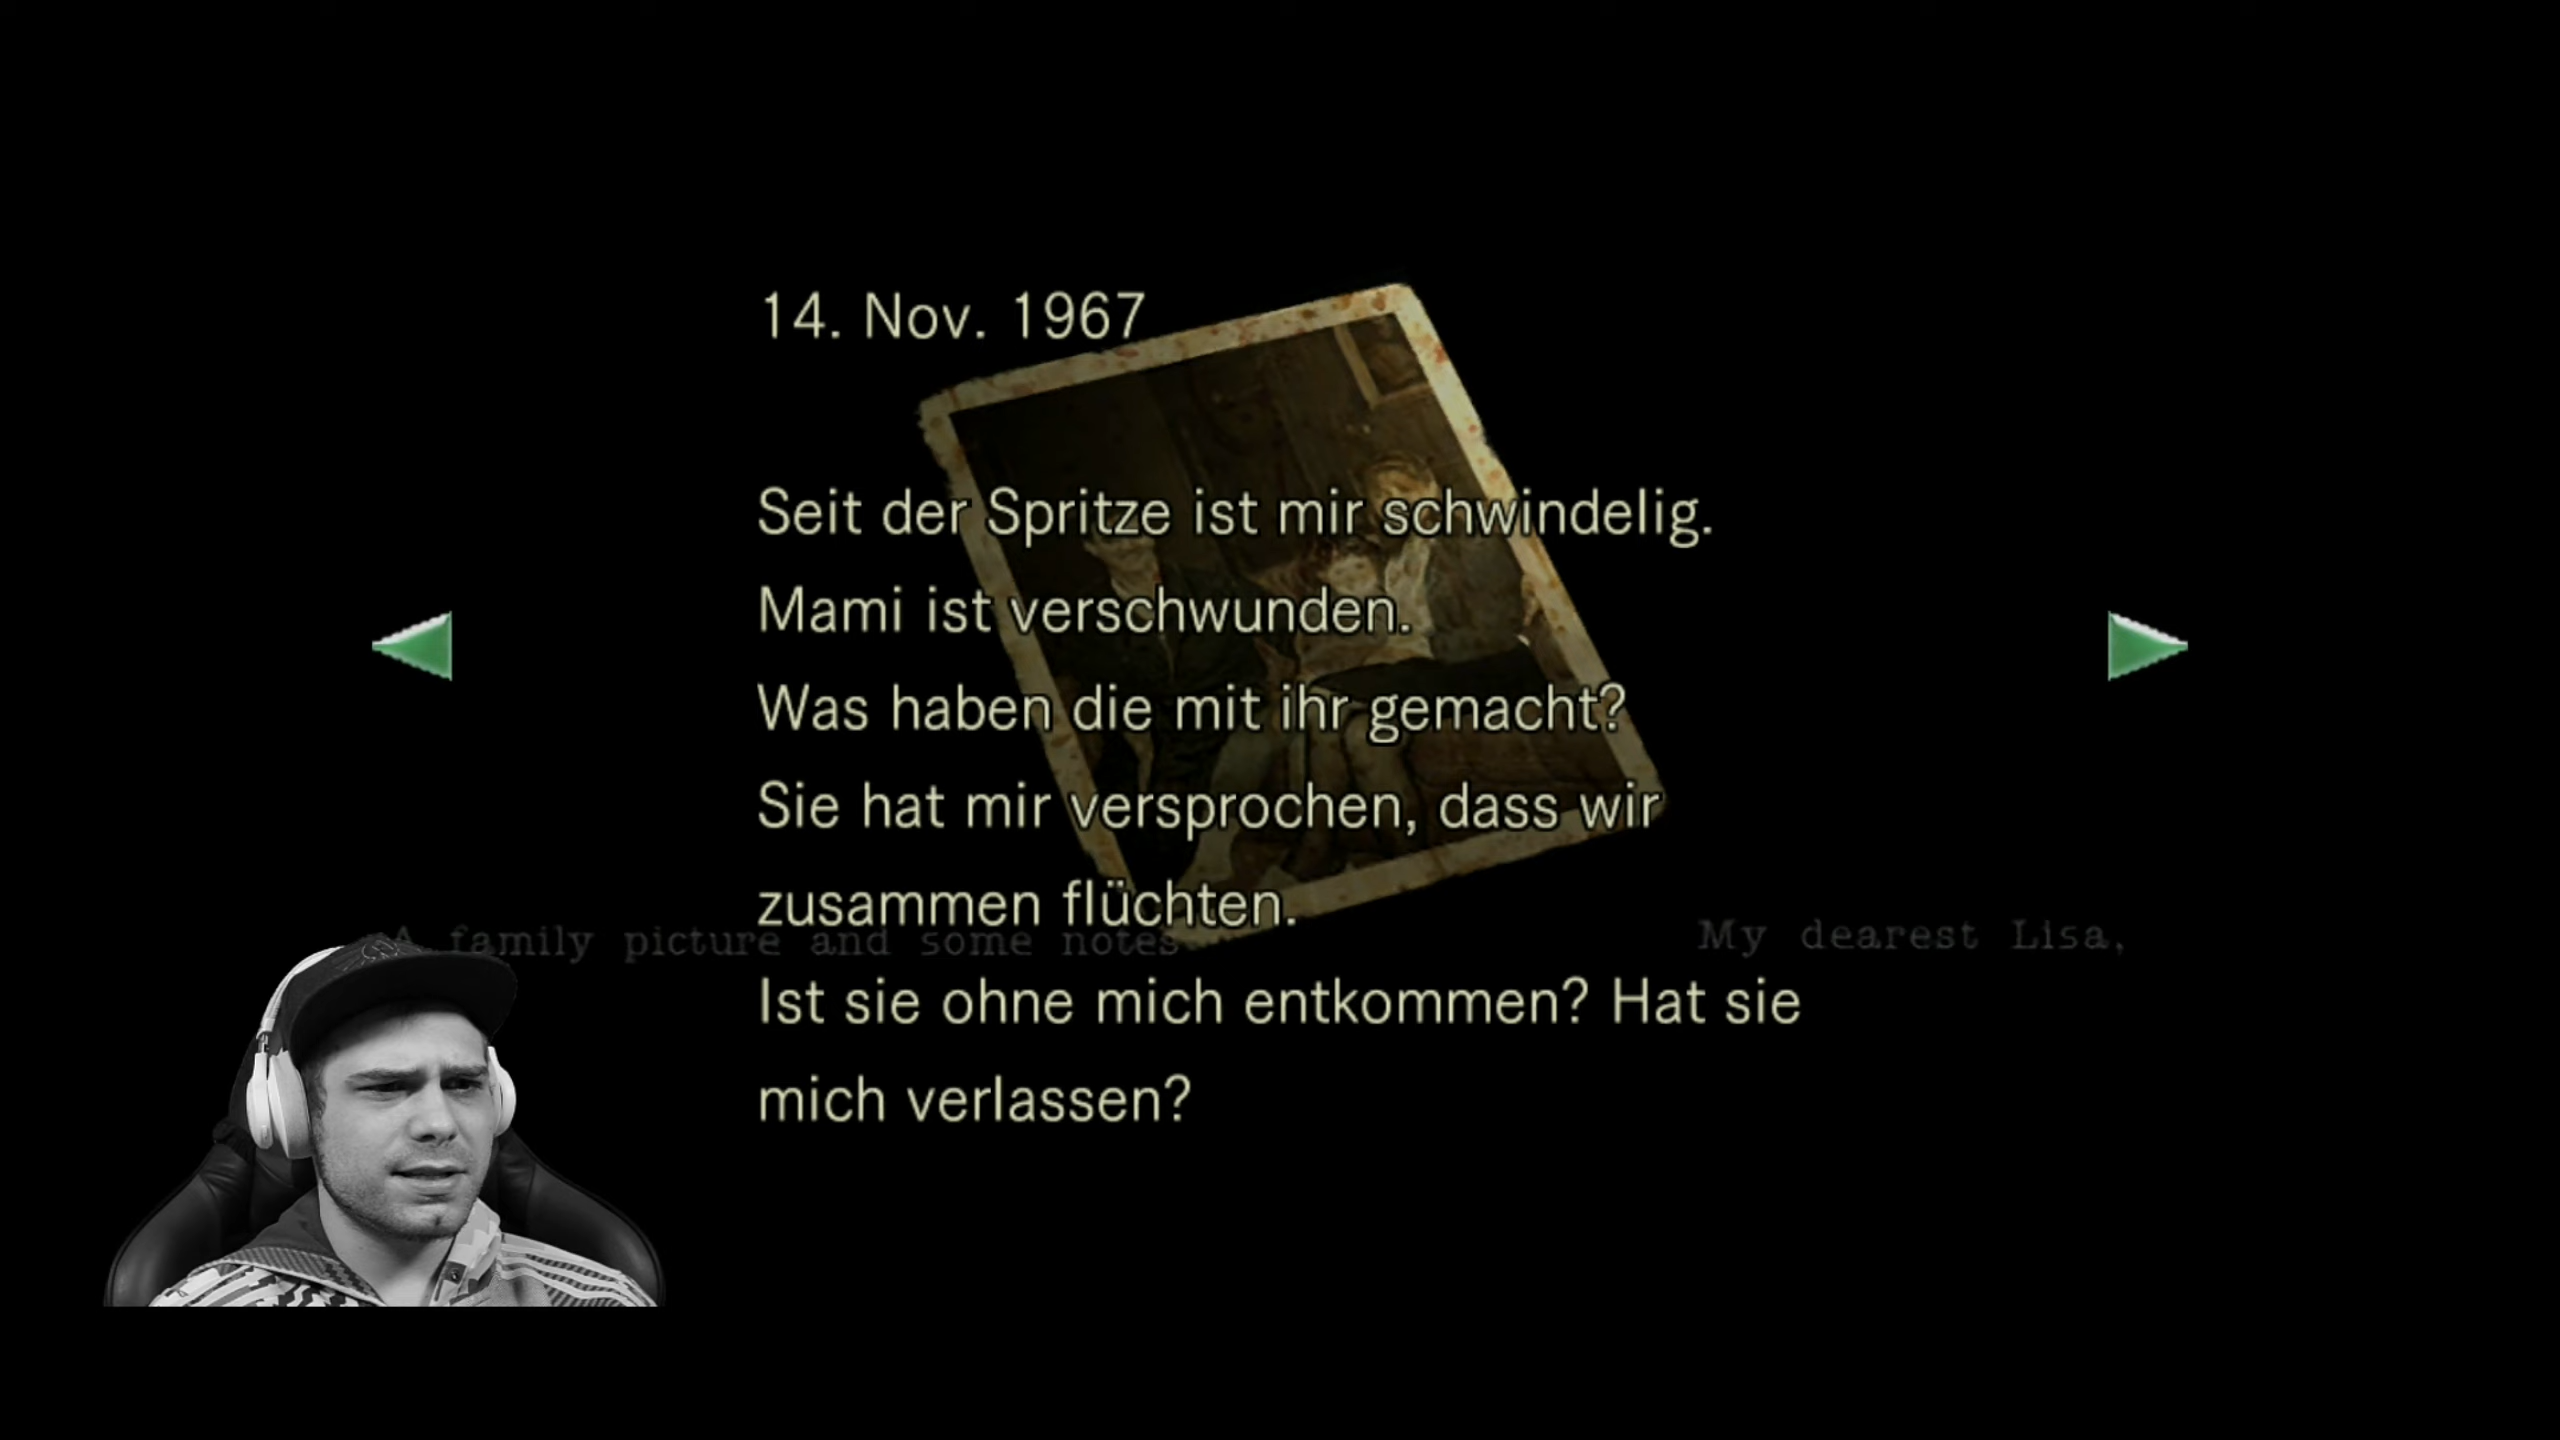 14. Nov. 1967
Seit der Spritze ist mir schwindelig.
Mami ist verschwunden.
Was haben die mit ihr gemacht?
Sie hat mir versprochen, dass wir
zusammen flüchten.
A family picture and some notes
My dearest Lisa,
Ist sie ohne mich entkommen? Hat sie
mich verlassen?